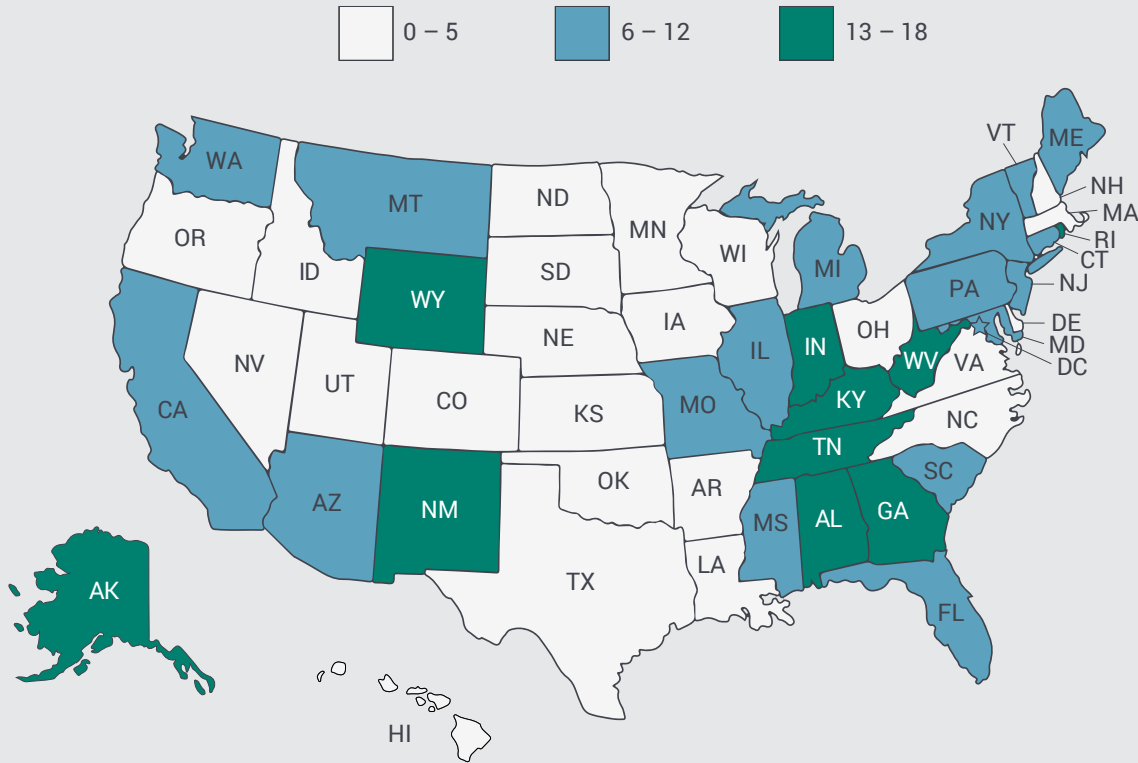 0 – 5 6 – 12 13 – 18
VT
ME
WA
NH
MT
ND
MA
MN
NY
OR
RI
WI
CT
ID
SD
MI
NJ
PA
WY
IA
DE
OH
NE
MD
IL
IN
NV
WV
VA
DC
UT
CO
KY
CA
MO
KS
NC
TN
SC
OK
AR
AZ
NM
GA
MS
AL
LA
TX
AK
FL
HI